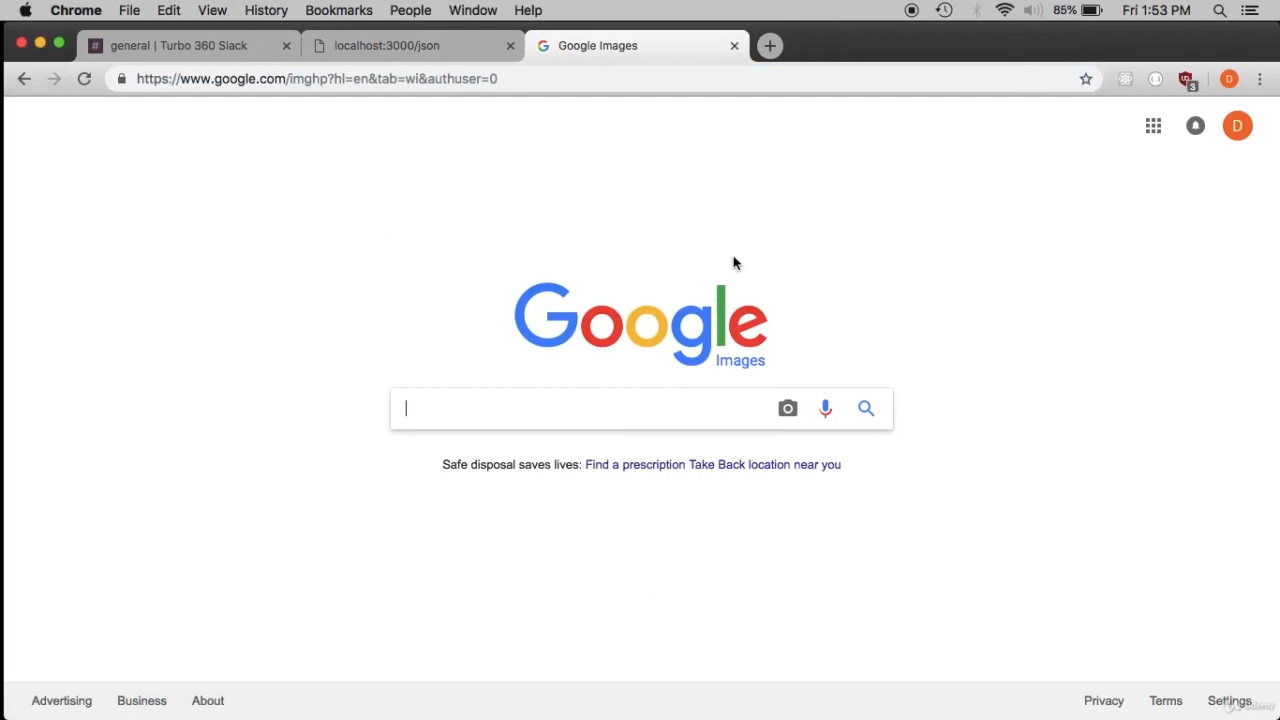 Chrome File Edit View History Bookmarks People Window Help 85% Fri 1:53 PM
# general | Turbo 360 Slack localhost:3000/json Google Images
https://www.google.com/imghp?hl=en&tab=wi&authuser=0 3 D
D
Google
Images
Safe disposal saves lives: Find a prescription Take Back location near you
Advertising Business About Privacy Terms Settings
Udemy